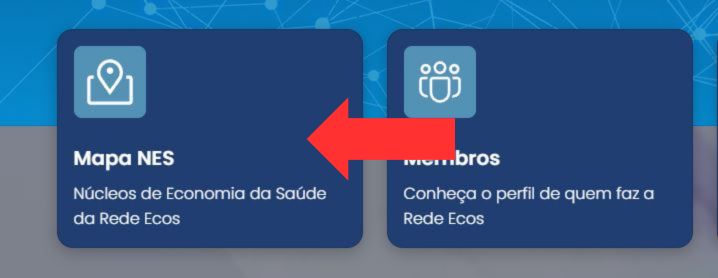 Mapa NES
Núcleos de Economia da Saúde
da Rede Ecos
Membros
Conheça o perfil de quem faz a
Rede Ecos